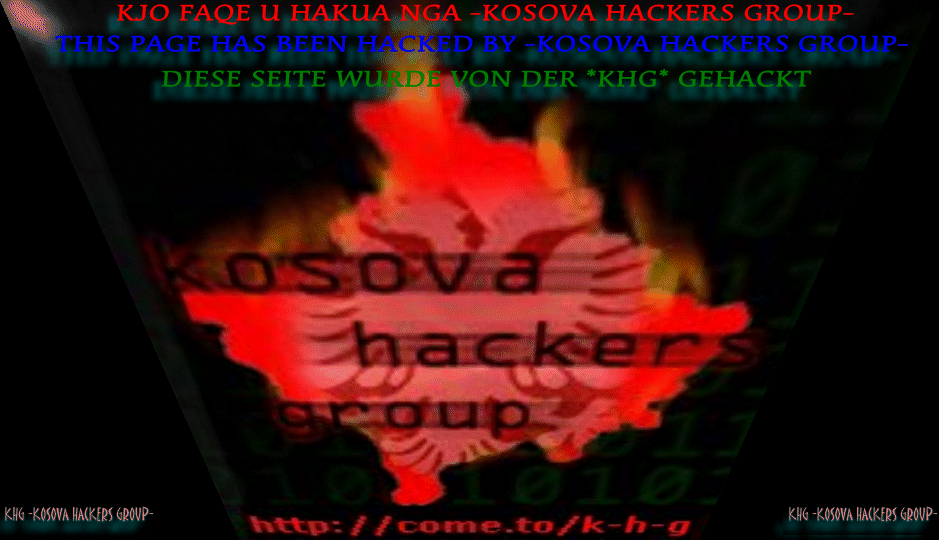 KJO FAQE U HAKUA NGA -KOSOVA HACKERS GROUP-
THIS PAGE HAS BEEN HACKED BY -KOSOVA HACKERS GROUP-
DIESE SEITE WURDE VON DER *KHG* GEHACKT
kosova
hackers
group
http://come.to/k-h-g
KHG -KOSOVA HACKERS GROUP-
KHG -KOSOVA HACKERS GROUP-